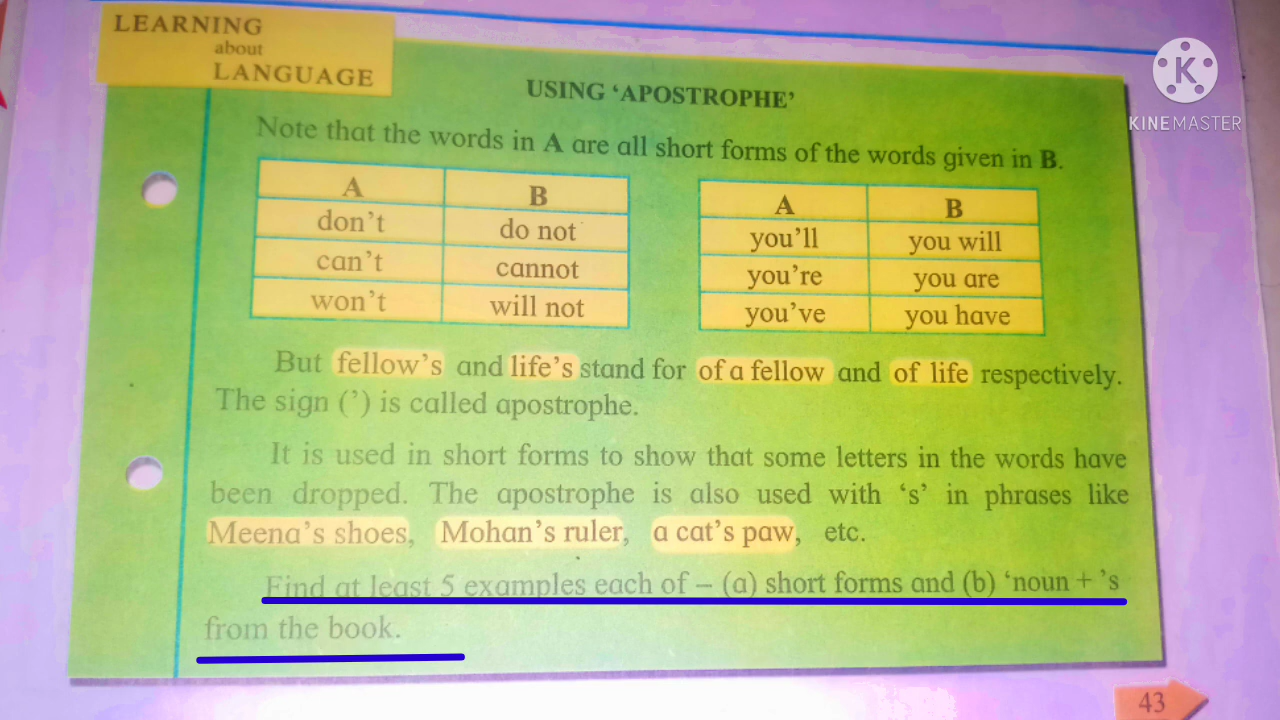 LEARNING
about
LANGUAGE
K
KINEMASTER
USING ‘APOSTROPHE’
Note that the words in A are all short forms of the words given in B.
A B
don’t do not
can’t cannot
won’t will not
A B
you’ll you will
you’re you are
you’ve you have
But fellow’s and life’s stand for of a fellow and of life respectively.
The sign (’) is called apostrophe.
It is used in short forms to show that some letters in the words have
been dropped. The apostrophe is also used with ‘s’ in phrases like
Meena’s shoes, Mohan’s ruler, a cat’s paw, etc.
Find at least 5 examples each of – (a) short forms and (b) ‘noun + ’s
from the book.
43